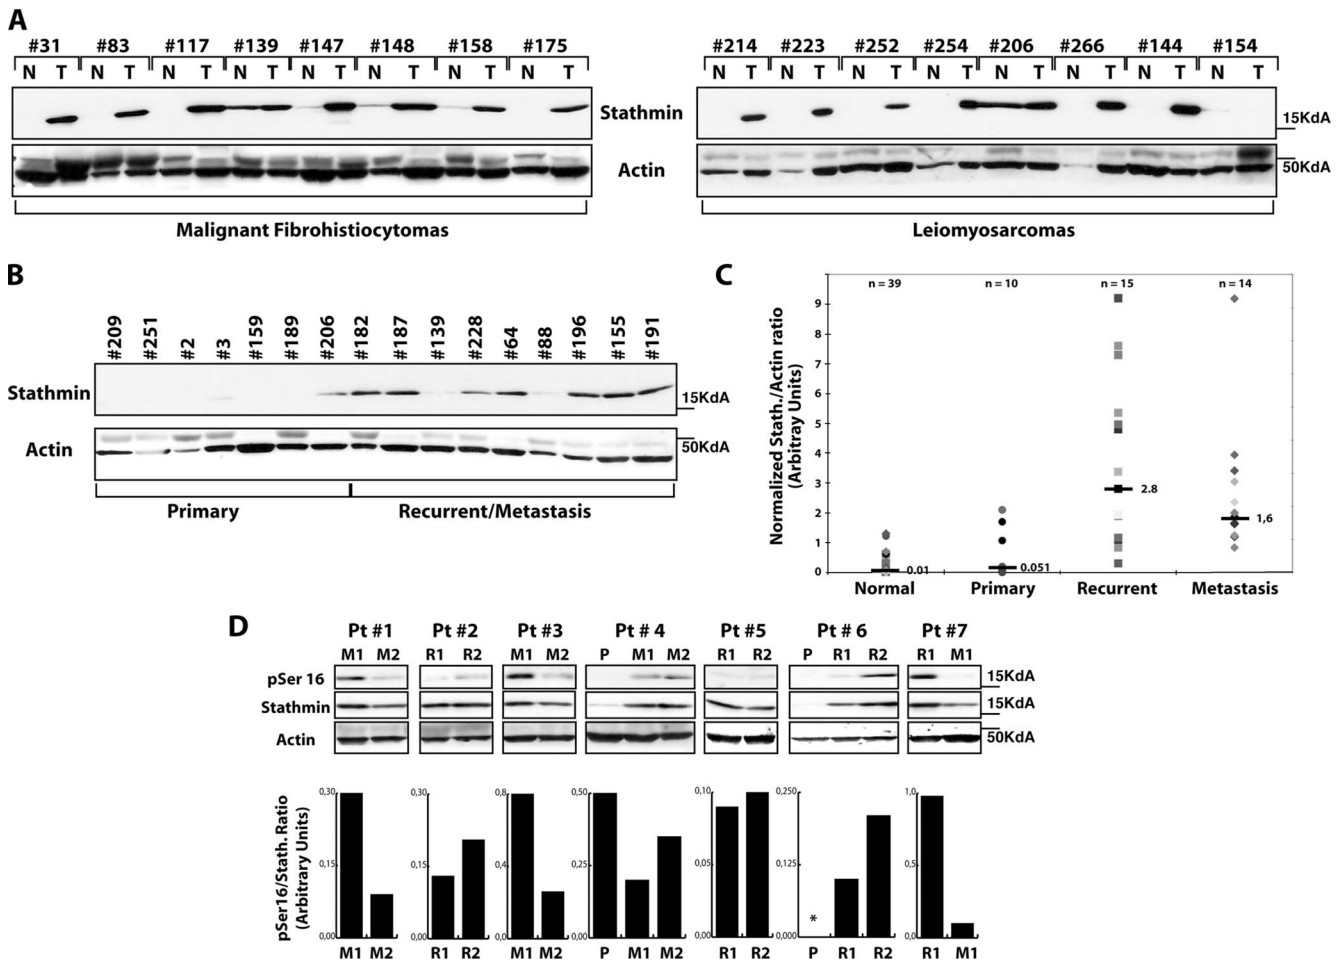 A
#31 #83 #117 #139 #147 #148 #158 #175
N T N T N T N T N T N T N T N T
#214 #223 #252 #254 #206 #266 #144 #154
N T N T N T N T N T N T N T N T
Stathmin
15KdA
Actin
50KdA
Malignant Fibrohistiocytomas
Leiomyosarcomas
B
#209 #251 #2 #3 #159 #189 #206 #182 #187 #139 #228 #64 #88 #196 #155 #191
Stathmin
15KdA
Actin
50KdA
Primary
Recurrent/Metastasis
C
Normalized Stath./Actin ratio
(Arbitray Units)
n = 39 n = 10 n = 15 n = 14
9
8
7
6
5
4
3
2
1
0
0.01
0.051
2.8
1,6
Normal Primary Recurrent Metastasis
D
Pt #1 Pt #2 Pt #3 Pt # 4 Pt #5 Pt # 6 Pt #7
M1 M2 R1 R2 M1 M2 P M1 M2 R1 R2 P R1 R2 R1 M1
pSer 16
15KdA
Stathmin
15KdA
Actin
50KdA
pSer16/Stath. Ratio
(Arbitrary Units)
0,30 0,30 0,8 0,50 0,10 0,250 1,0
0,15 0,15 0,4 0,25 0,05 0,125 0,5
*
0,00 0,00 0,0 0,00 0,00 0,000 0,0
M1 M2 R1 R2 M1 M2 P M1 M2 R1 R2 P R1 R2 R1 M1